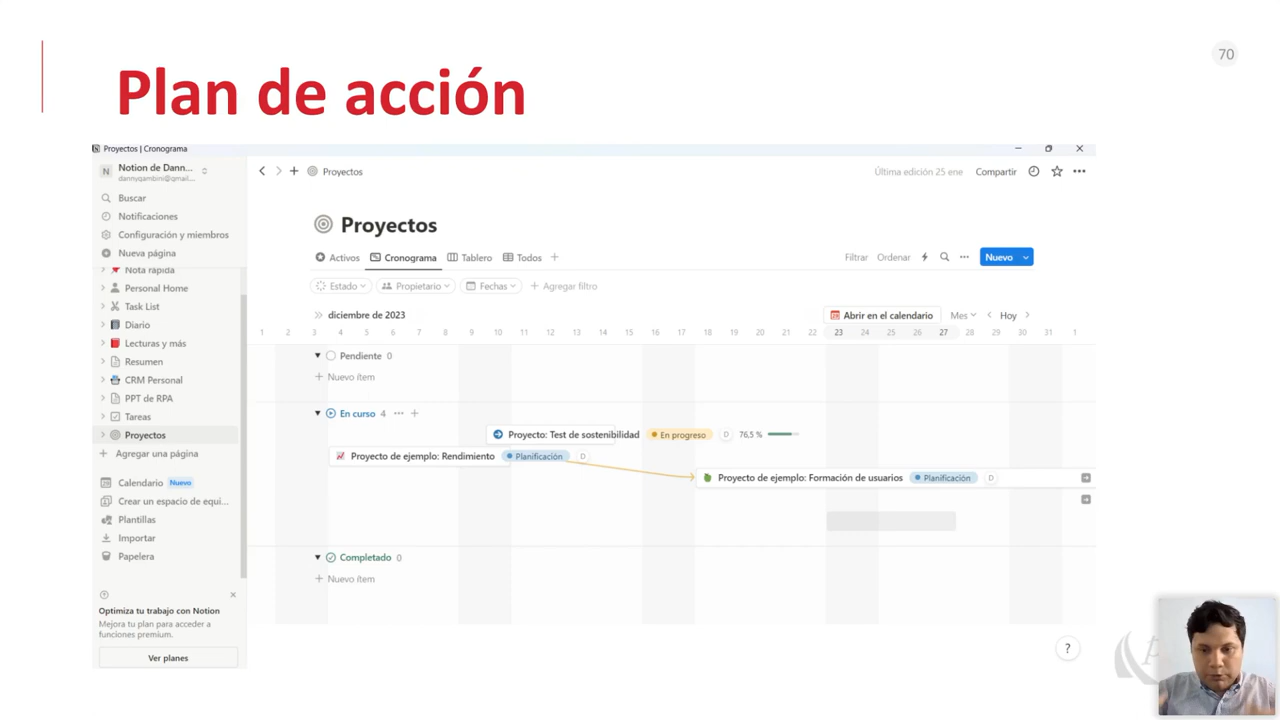 70
Plan de acción
Proyectos | Cronograma
N Notion de Dann...
dannygambini@gmail...
Buscar
Notificaciones
Configuración y miembros
Nueva página
Nota rápida
Personal Home
Task List
Diario
Lecturas y más
Resumen
CRM Personal
PPT de RPA
Tareas
Proyectos
Agregar una página
Calendario Nuevo
Crear un espacio de equi...
Plantillas
Importar
Papelera
Optimiza tu trabajo con Notion
Mejora tu plan para acceder a
funciones premium.
Ver planes
Proyectos
Última edición 25 ene Compartir
Proyectos
Activos Cronograma Tablero Todos
Filtrar Ordenar Nuevo
Estado Propietario Fechas + Agregar filtro
diciembre de 2023 Abrir en el calendario Mes Hoy
1 2 3 4 5 6 7 8 9 10 11 12 13 14 15 16 17 18 19 20 21 22 23 24 25 26 27 28 29 30 31 1
Pendiente 0
+ Nuevo ítem
En curso 4 ... +
Proyecto: Test de sostenibilidad En progreso D 76,5 %
Proyecto de ejemplo: Rendimiento Planificación D
Proyecto de ejemplo: Formación de usuarios Planificación D
Completado 0
+ Nuevo ítem
?